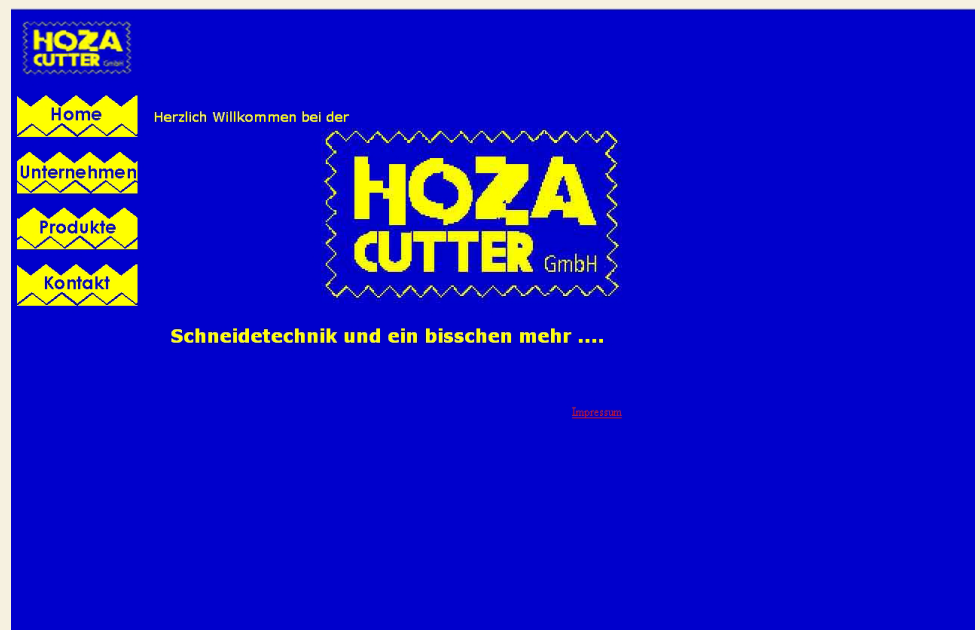 HOZA
CUTTER GmbH
Home
Herzlich Willkommen bei der
Unternehmen
HOZA
CUTTER GmbH
Produkte
Kontakt
Schneidetechnik und ein bisschen mehr ....
Impressum